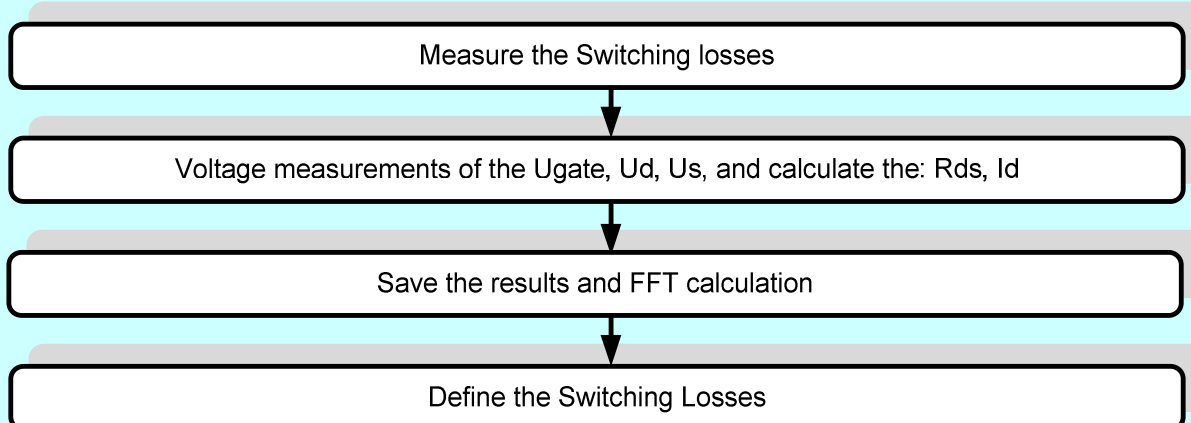 Measure the Switching losses
Voltage measurements of the Ugate, Ud, Us, and calculate the: Rds, Id
Save the results and FFT calculation
Define the Switching Losses